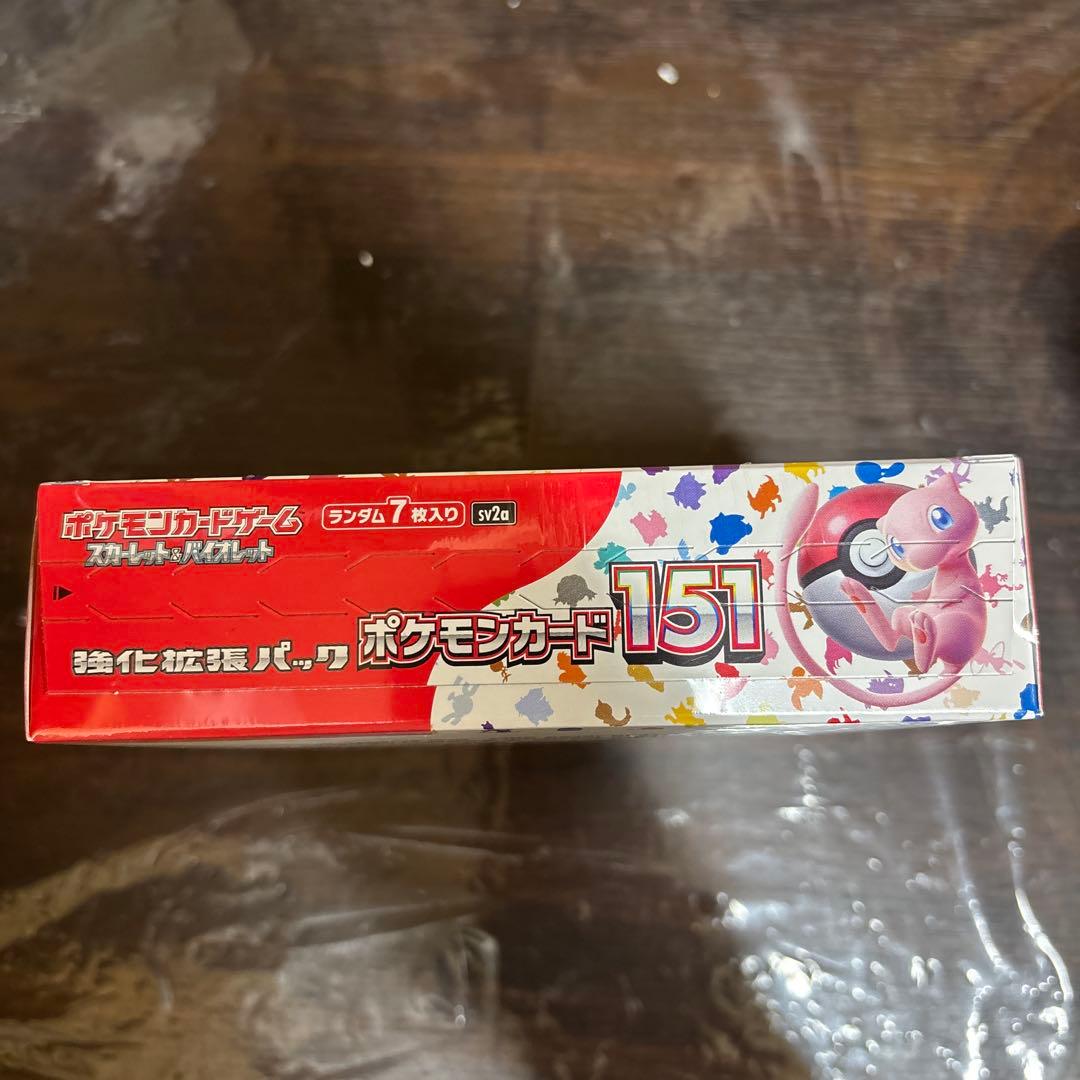 ポケモンカードゲーム
スカーレット&バイオレット
ランダム7枚入り
sv2a
強化拡張パック
ポケモンカード151